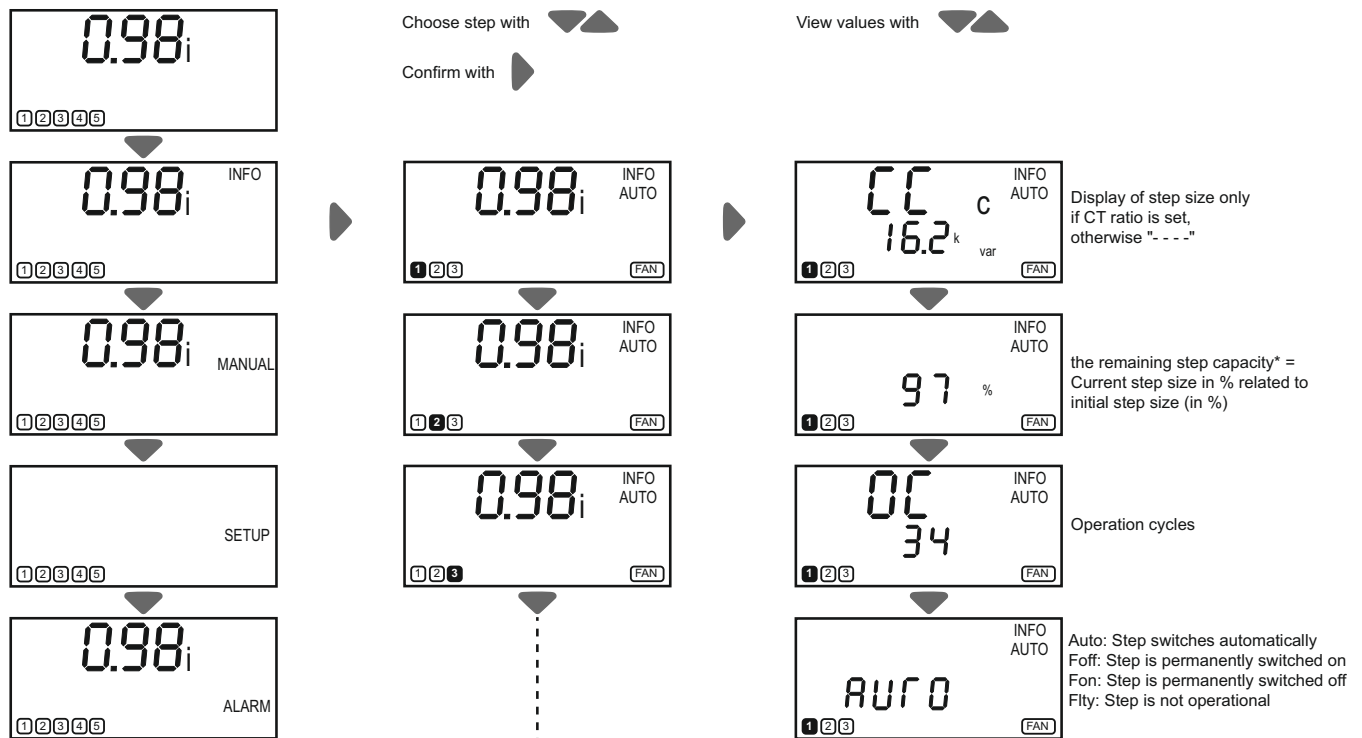 0.98i
1 2 3 4 5
Choose step with
Confirm with
View values with
0.98i INFO
1 2 3 4 5
0.98i INFO
AUTO
1 2 3 FAN
CC C INFO
AUTO
16.2 k var
1 2 3 FAN
Display of step size only
if CT ratio is set,
otherwise "- - - -"
0.98i MANUAL
1 2 3 4 5
0.98i INFO
AUTO
1 2 3 FAN
INFO
AUTO
97 %
1 2 3 FAN
the remaining step capacity* =
Current step size in % related to
initial step size (in %)
SETUP
1 2 3 4 5
0.98i INFO
AUTO
1 2 3 FAN
OC INFO
AUTO
34
1 2 3 FAN
Operation cycles
0.98i
ALARM
1 2 3 4 5
INFO
AUTO
AUTO
1 2 3 FAN
Auto: Step switches automatically
Foff: Step is permanently switched on
Fon: Step is permanently switched off
Flty: Step is not operational